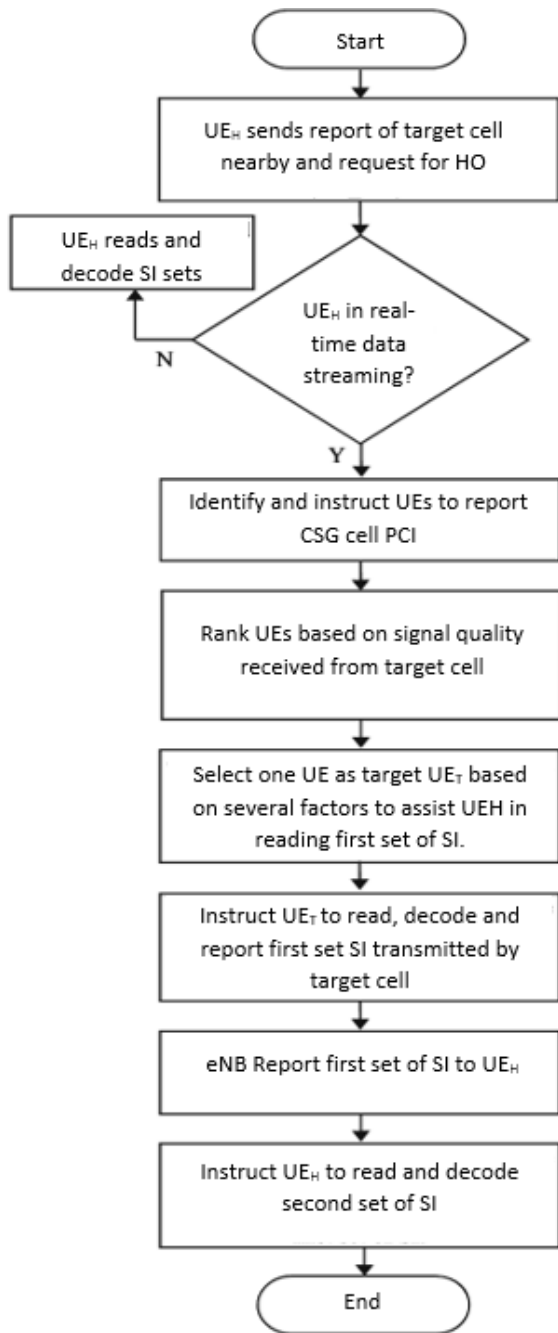 Start
UEH sends report of target cell
nearby and request for HO
UEH reads and
decode SI sets
UEH in real-
time data
streaming?
N
Y
Identify and instruct UEs to report
CSG cell PCI
Rank UEs based on signal quality
received from target cell
Select one UE as target UET based
on several factors to assist UEH in
reading first set of SI.
Instruct UET to read, decode and
report first set SI transmitted by
target cell
eNB Report first set of SI to UEH
Instruct UEH to read and decode
second set of SI
End